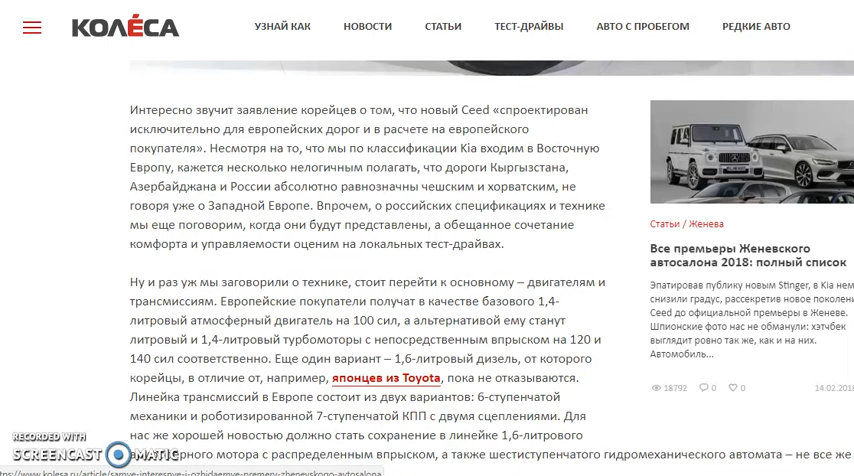 КОЛЁСА
УЗНАЙ КАК НОВОСТИ СТАТЬИ ТЕСТ-ДРАЙВЫ АВТО С ПРОБЕГОМ РЕДКИЕ АВТО
Интересно звучит заявление корейцев о том, что новый Ceed «спроектирован
исключительно для европейских дорог и в расчете на европейского
покупателя». Несмотря на то, что мы по классификации Kia входим в Восточную
Европу, кажется несколько нелогичным полагать, что дороги Кыргызстана,
Азербайджана и России абсолютно равнозначны чешским и хорватским, не
говоря уже о Западной Европе. Впрочем, о российских спецификациях и технике
мы еще поговорим, когда они будут представлены, а обещанное сочетание
комфорта и управляемости оценим на локальных тест-драйвах.
Ну и раз уж мы заговорили о технике, стоит перейти к основному – двигателям и
трансмиссиям. Европейские покупатели получат в качестве базового 1,4-
литровый атмосферный двигатель на 100 сил, а альтернативой ему станут
литровый и 1,4-литровый турбомоторы с непосредственным впрыском на 120 и
140 сил соответственно. Еще один вариант – 1,6-литровый дизель, от которого
корейцы, в отличие от, например, японцев из Toyota, пока не отказываются.
Линейка трансмиссий в Европе состоит из двух вариантов: 6-ступенчатой
механики и роботизированной 7-ступенчатой КПП с двумя сцеплениями. Для
нас же хорошей новостью должно стать сохранение в линейке 1,6-литрового
мотора с распределенным впрыском, а также шестиступенчатого гидромеханического автомата – не все же
Статьи / Женева
Все премьеры Женевского
автосалона 2018: полный список
Эпатировав публику новым Stinger, в Kia нем
снизили градус, рассекретив новое поколени
Ceed до официальной премьеры в Женеве.
Шпионские фото нас не обманули: хэтчбек
выглядит ровно так же, как и на них.
Автомобиль...
18792 0 0 14.02.2018
RECORDED WITH
SCREENCAST MATIC